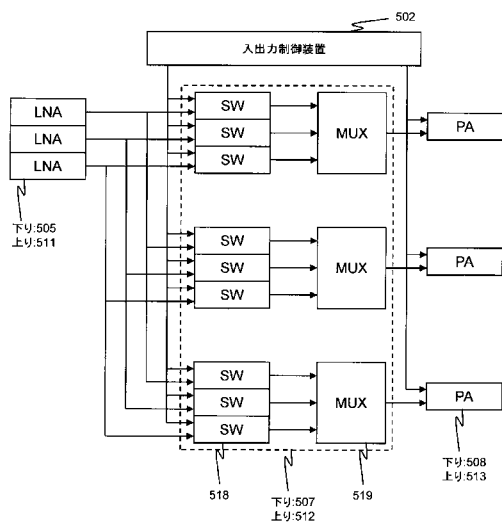 502
入出力制御装置
LNA
LNA
LNA
下り:505
上り:511
SW
SW
SW
MUX
PA
SW
SW
SW
MUX
PA
SW
SW
SW
MUX
PA
518
下り:507
上り:512
519
下り:508
上り:513